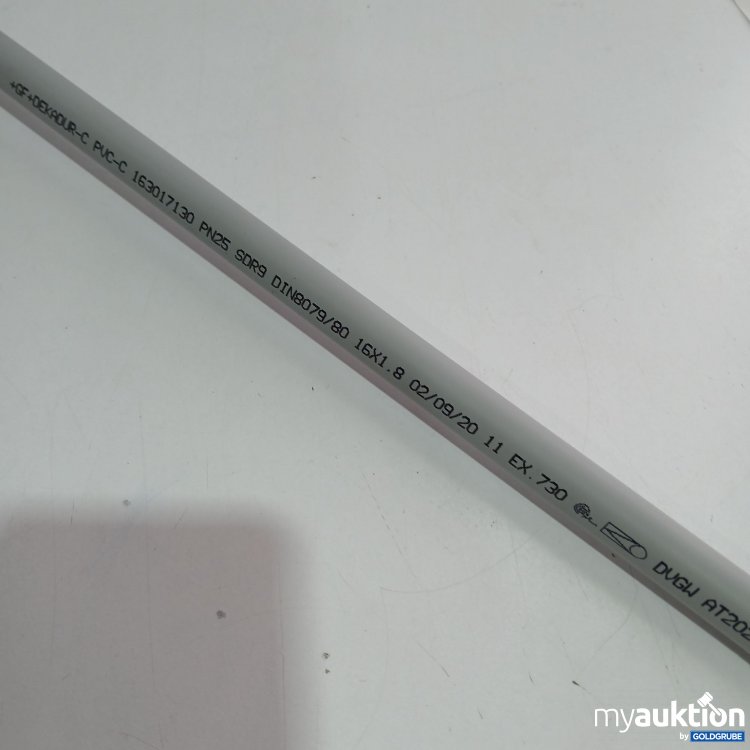 +GF+DEKADUR-C PVC-C 163017130 PN25 SDR9 DIN8079/80 16X1.8 02/09/20 11 EX.730 DVGW AT202
myauktion
by GOLDGRUBE